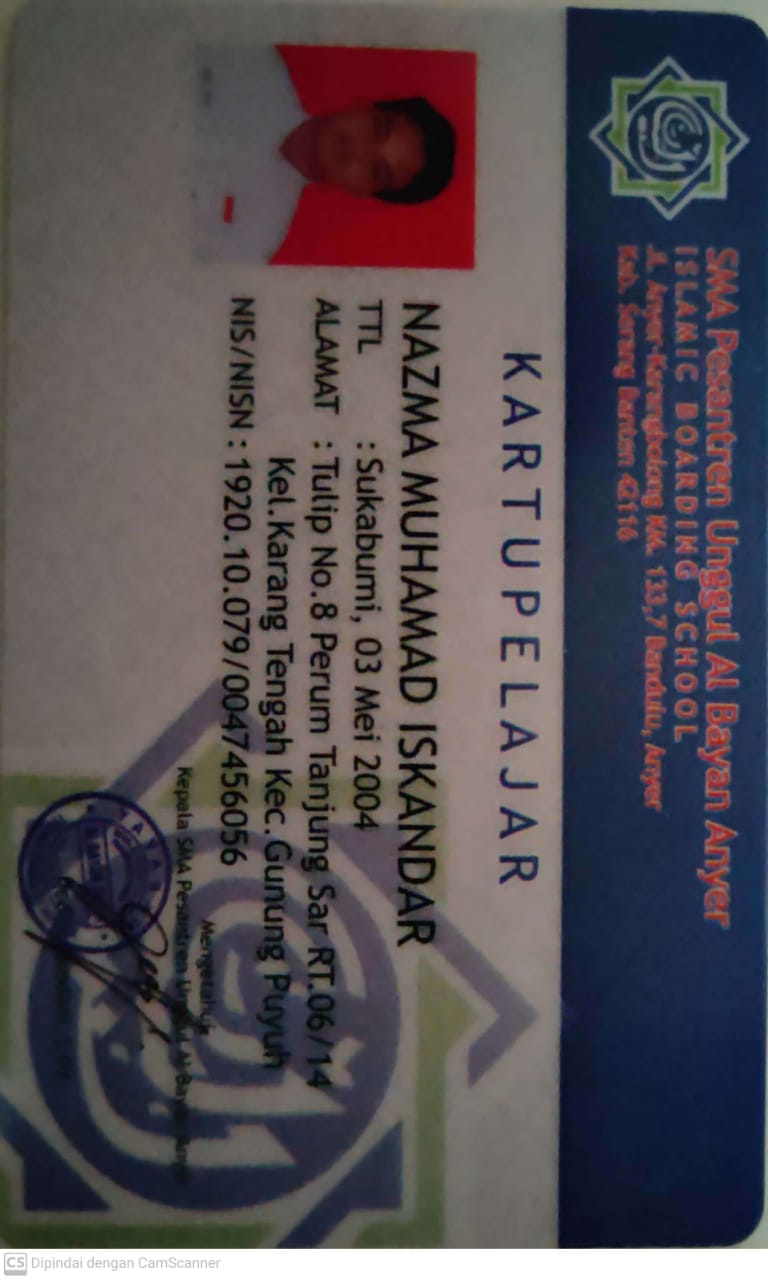 SMA Pesantren Unggul Al Bayan Anyer
ISLAMIC BOARDING SCHOOL
JL. Anyer-Karangbolong KM. 133,7 Bandulu, Anyer
Kab. Serang Banten 42116
KARTU PELAJAR
NAZMA MUHAMAD ISKANDAR
TTL : Sukabumi, 03 Mei 2004
ALAMAT : Tulip No.8 Perum Tanjung Sar RT.06/14
Kel.Karang Tengah Kec.Gunung Puyuh
NIS/NISN : 1920.10.079/0047456056
Mengetahui,
Kepala SMA Pesantren Unggul Al Bayan Anyer
CS Dipindai dengan CamScanner